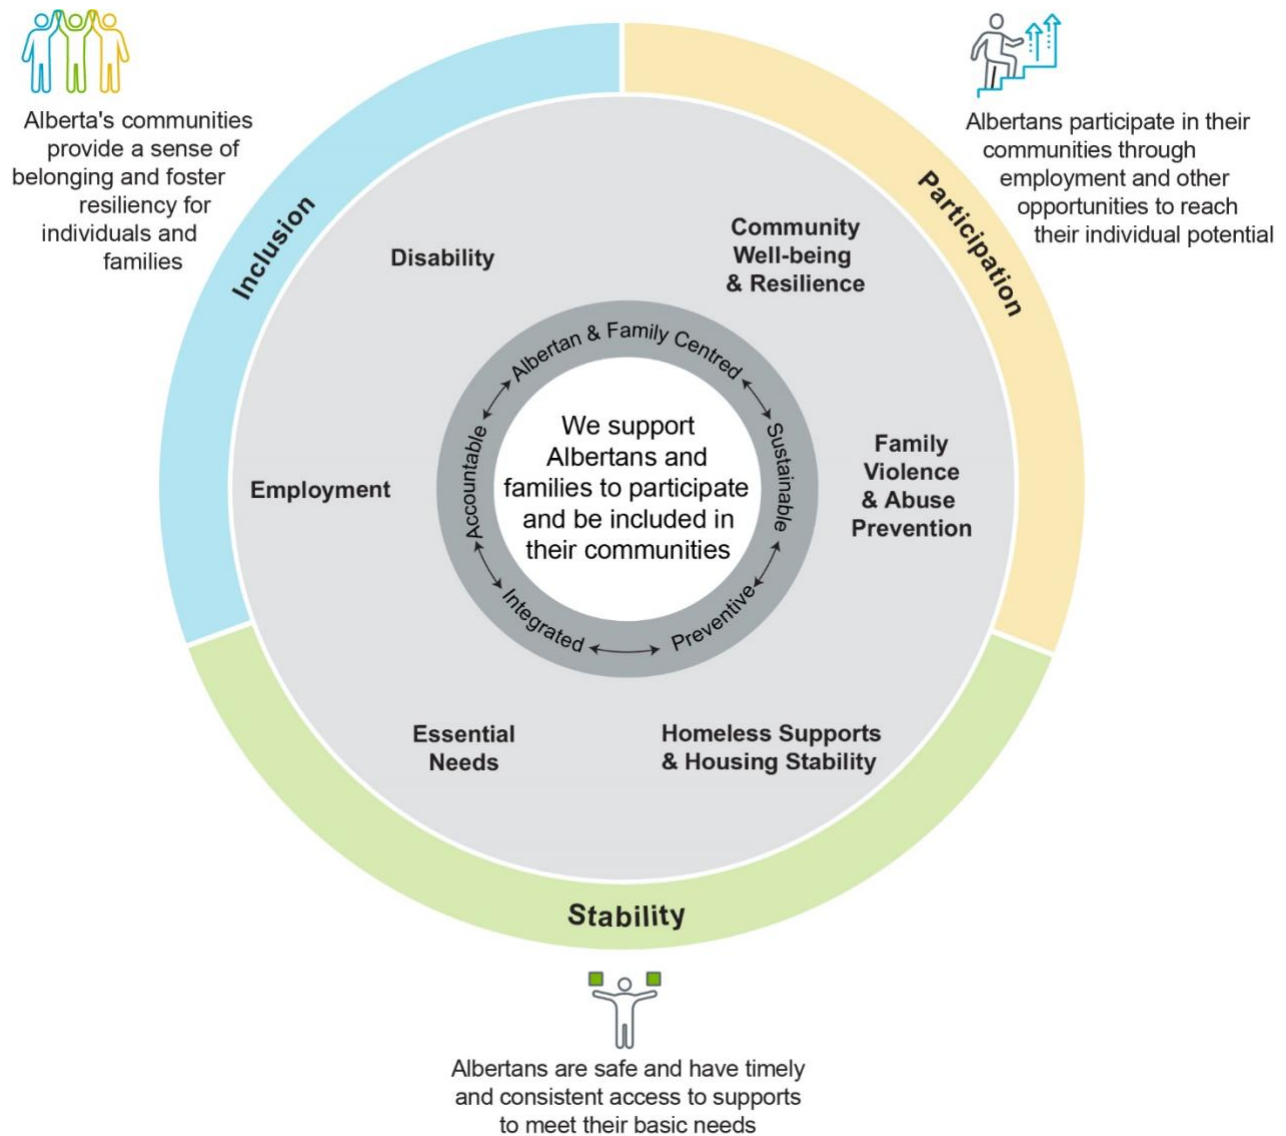 Alberta's communities
provide a sense of
belonging and foster
resiliency for
individuals and
families
Albertans participate in their
communities through
employment and other
opportunities to reach
their individual potential
Inclusion
Participation
Disability
Community
Well-being
& Resilience
Employment
Family
Violence
& Abuse
Prevention
Albertan & Family Centred
Sustainable
Preventive
Integrated
Accountable
We support
Albertans and
families to participate
and be included in
their communities
Essential
Needs
Homeless Supports
& Housing Stability
Stability
Albertans are safe and have timely
and consistent access to supports
to meet their basic needs